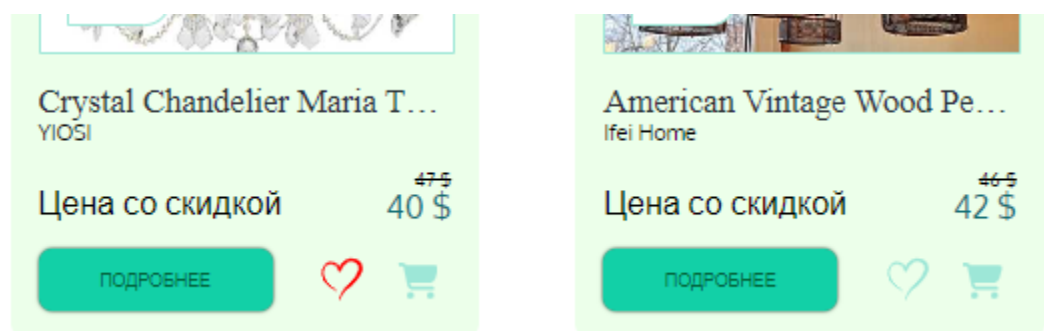 Crystal Chandelier Maria T...
YIOSI
47 $
Цена со скидкой
40 $
ПОДРОБНЕЕ
American Vintage Wood Pe...
Ifei Home
46 $
Цена со скидкой
42 $
ПОДРОБНЕЕ